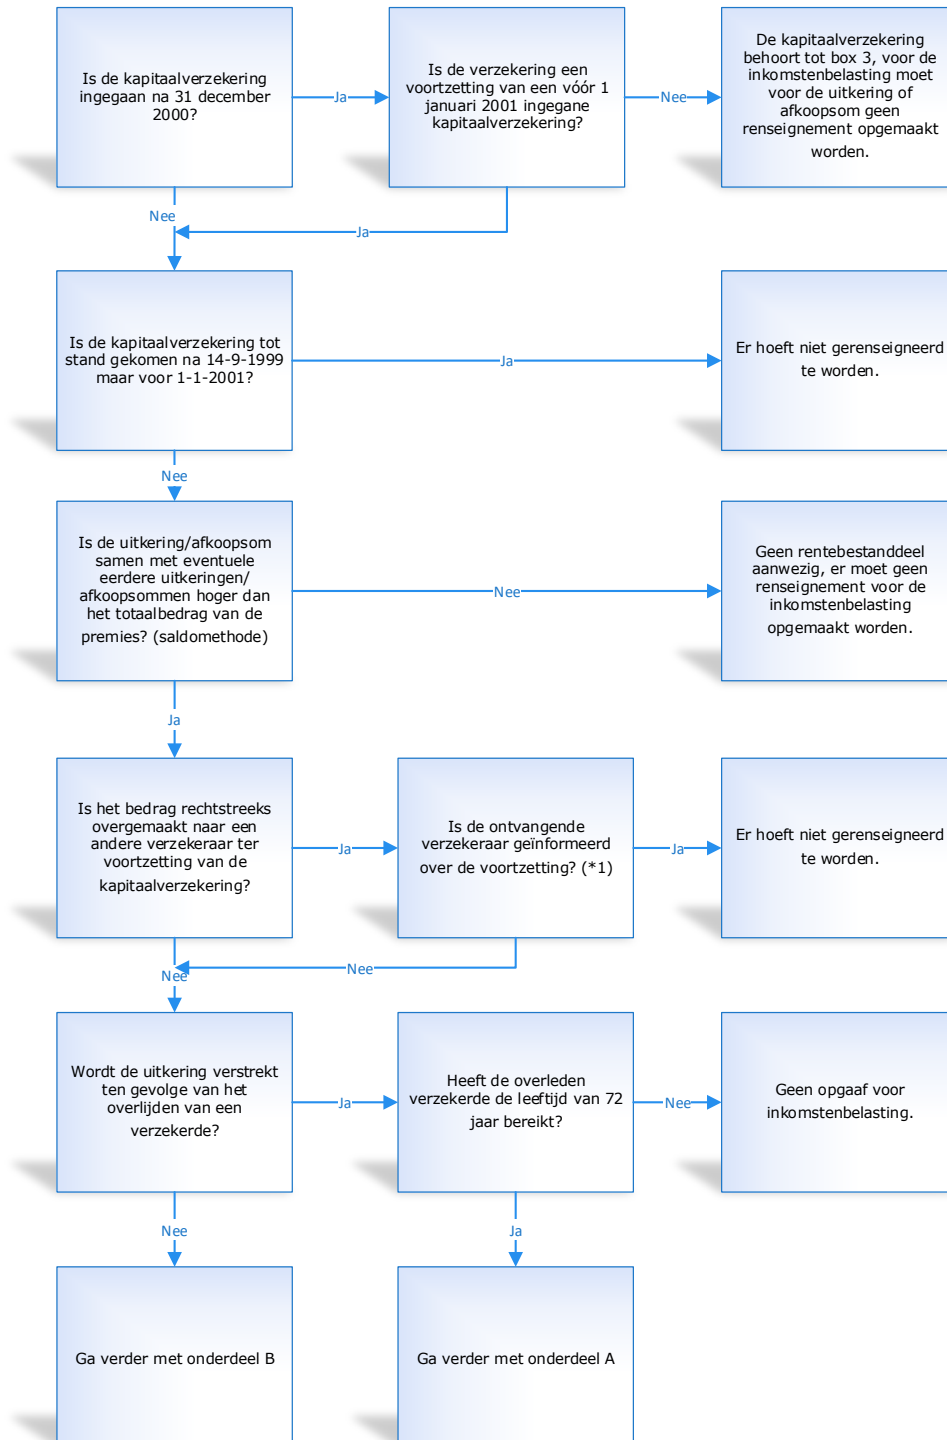 Is de kapitaalverzekering
ingegaan na 31 december
2000?
Ja
Is de verzekering een
voortzetting van een vóór 1
januari 2001 ingegane
kapitaalverzekering?
Nee
De kapitaalverzekering
behoort tot box 3, voor de
inkomstenbelasting moet
voor de uitkering of
afkoopsom geen
renseignement opgemaakt
worden.
Nee
Ja
Is de kapitaalverzekering tot
stand gekomen na 14-9-1999
maar voor 1-1-2001?
Ja
Er hoeft niet gerenseigneerd
te worden.
Nee
Is de uitkering/afkoopsom
samen met eventuele
eerdere uitkeringen/
afkoopsommen hoger dan
het totaalbedrag van de
premies? (saldomethode)
Nee
Geen rentebestanddeel
aanwezig, er moet geen
renseignement voor de
inkomstenbelasting
opgemaakt worden.
Ja
Is het bedrag rechtstreeks
overgemaakt naar een
andere verzekeraar ter
voortzetting van de
kapitaalverzekering?
Ja
Is de ontvangende
verzekeraar geïnformeerd
over de voortzetting? (*1)
Ja
Er hoeft niet gerenseigneerd
te worden.
Nee
Nee
Wordt de uitkering verstrekt
ten gevolge van het
overlijden van een
verzekerde?
Ja
Heeft de overleden
verzekerde de leeftijd van 72
jaar bereikt?
Nee
Geen opgaaf voor
inkomstenbelasting.
Nee
Ja
Ga verder met onderdeel B
Ga verder met onderdeel A